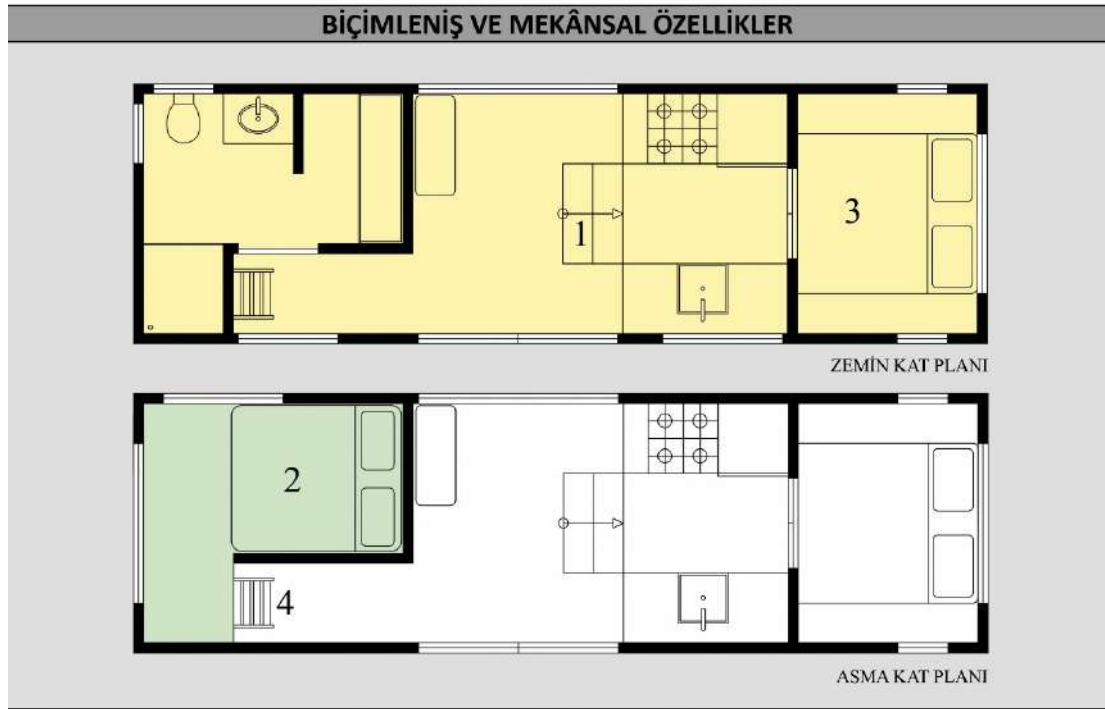 BİÇİMLENİŞ VE MEKÂNSAL ÖZELLİKLER
1
3
ZEMİN KAT PLANI
2
4
ASMA KAT PLANI